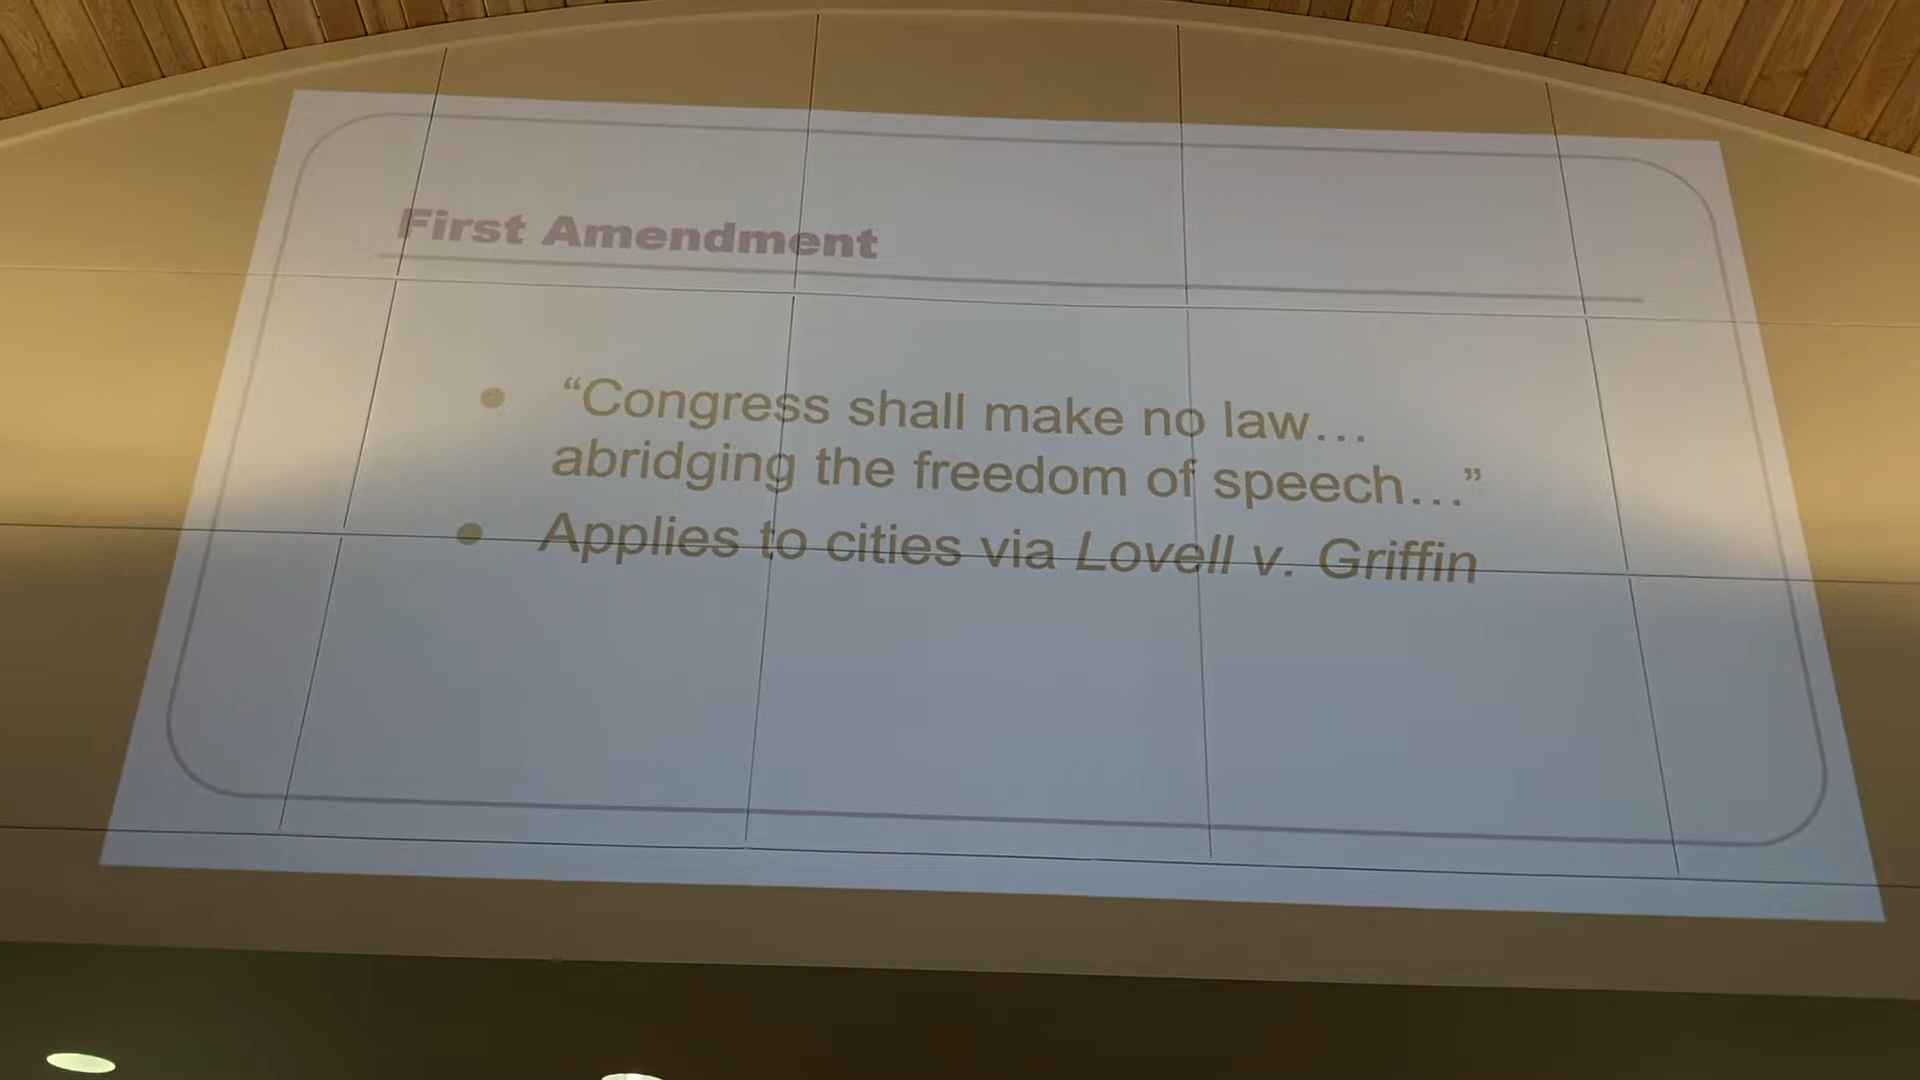 First Amendment
● “Congress shall make no law…
abridging the freedom of speech…”
● Applies to cities via Lovell v. Griffin